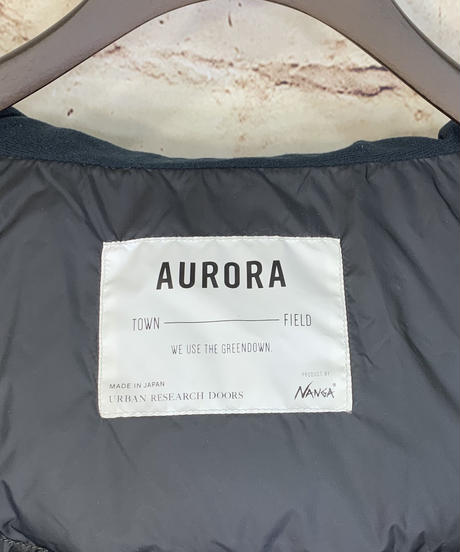 AURORA
TOWN FIELD
WE USE THE GREENDOWN.
PRODUCT BY
MADE IN JAPAN
NANGA®
URBAN RESEARCH DOORS